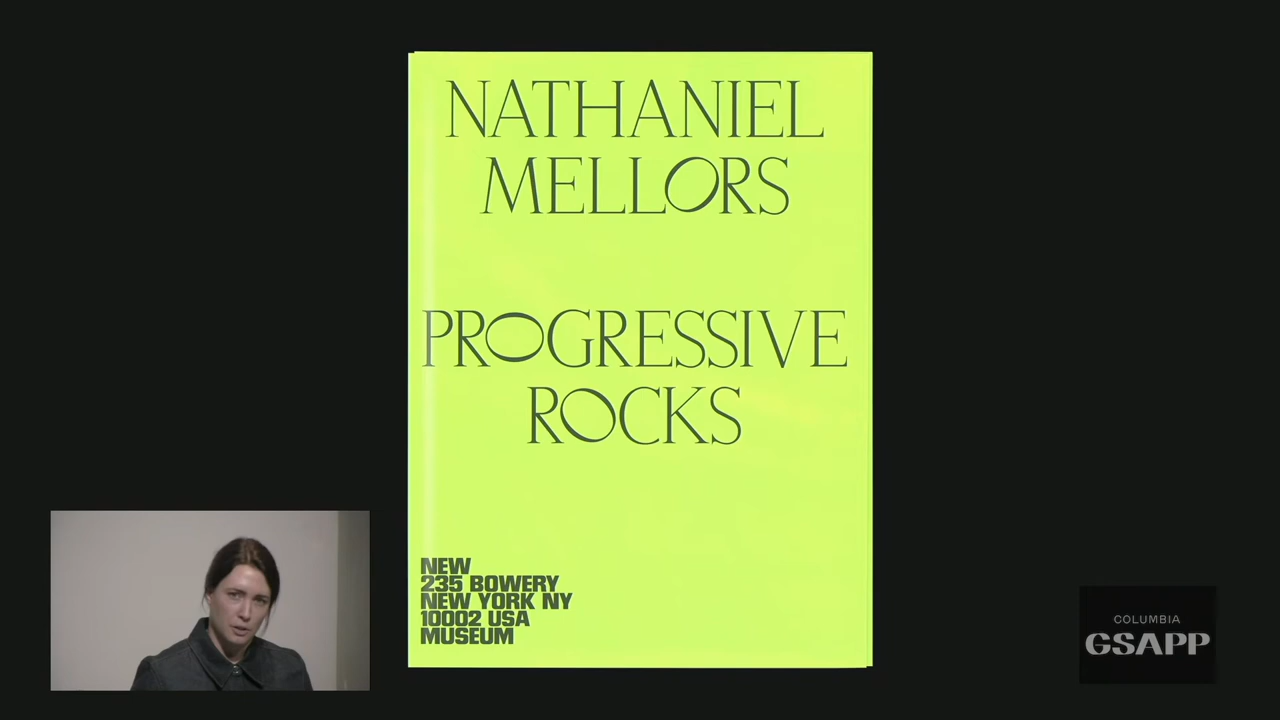 NATHANIEL
MELLORS
PROGRESSIVE
ROCKS
NEW
235 BOWERY
NEW YORK NY
10002 USA
MUSEUM
COLUMBIA
GSAPP